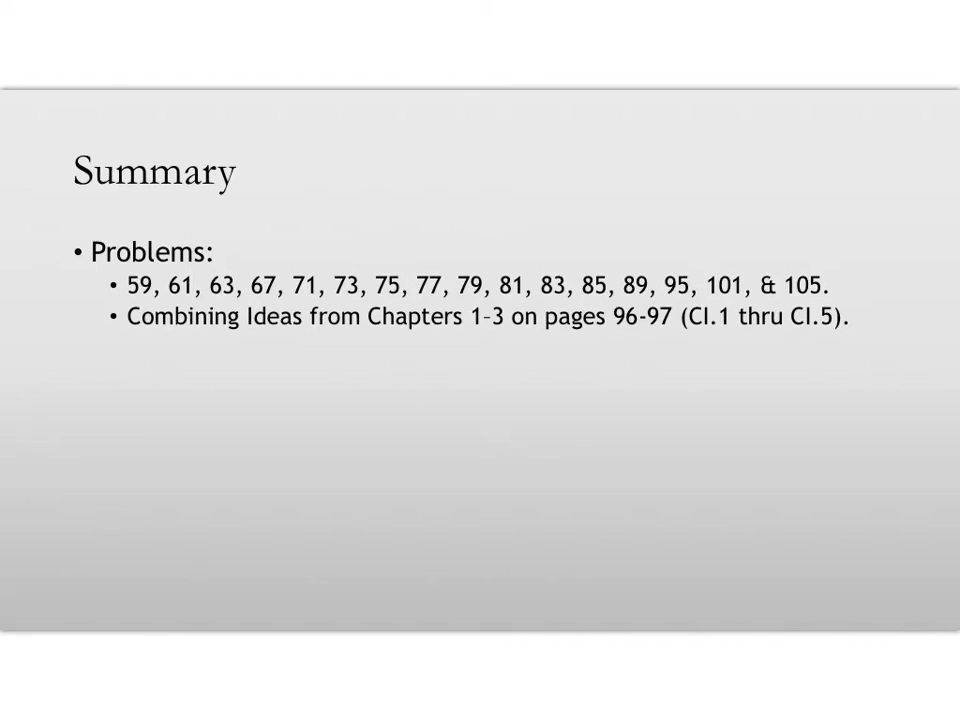 Summary
• Problems:
• 59, 61, 63, 67, 71, 73, 75, 77, 79, 81, 83, 85, 89, 95, 101, & 105.
• Combining Ideas from Chapters 1–3 on pages 96-97 (CI.1 thru CI.5).